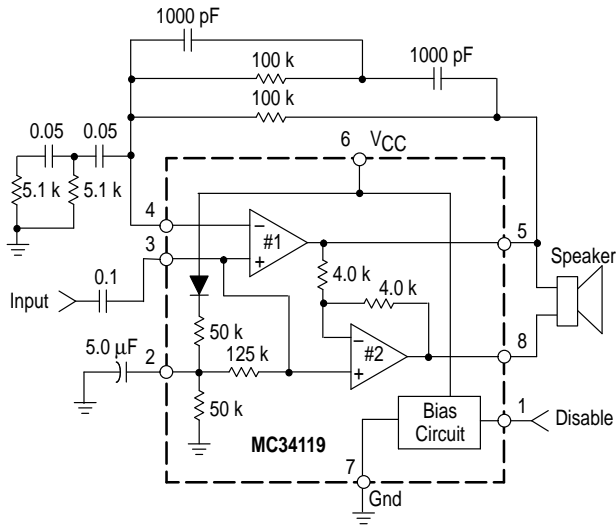 1000 pF
100 k
1000 pF
100 k
0.05 0.05
5.1 k 5.1 k
6 VCC
4
3
#1
5
Speaker
Input
0.1
4.0 k
4.0 k
50 k
5.0 µF
2
125 k
#2
8
50 k
Bias
Circuit
1
Disable
MC34119
7
Gnd